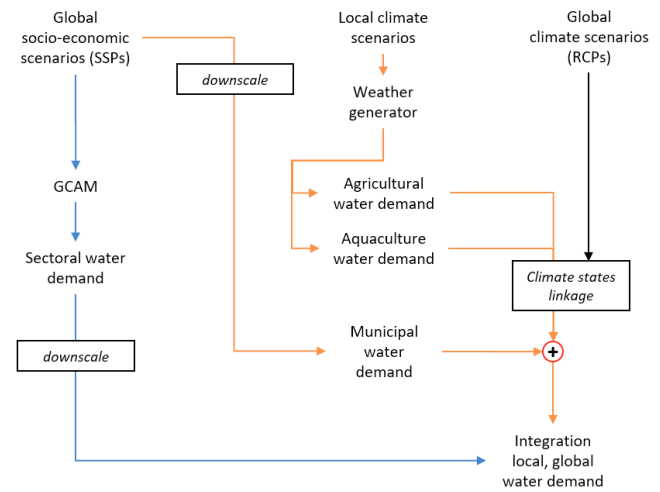 Global
socio-economic
scenarios (SSPs)
Local climate
scenarios
Global
climate scenarios
(RCPs)
downscale
Weather
generator
GCAM
Agricultural
water demand
Aquaculture
water demand
Sectoral water
demand
Climate states
linkage
downscale
Municipal
water
demand
+
Integration
local, global
water demand